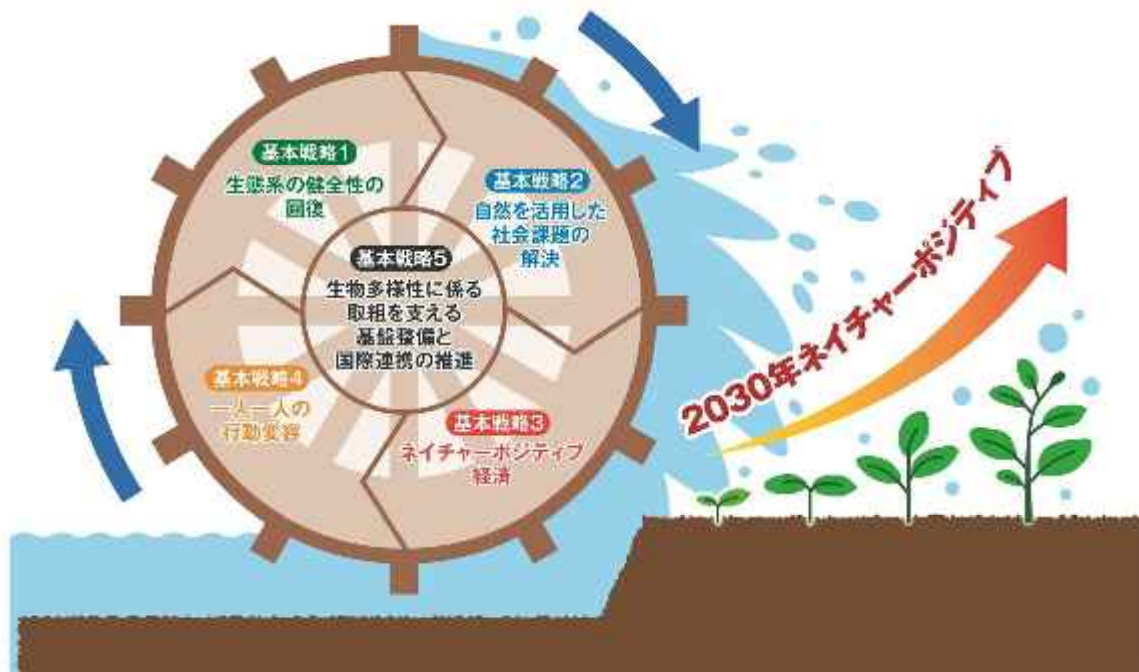 基本戦略1
生態系の健全性の
回復
基本戦略2
自然を活用した
社会課題の
解決
基本戦略5
生物多様性に係る
取組を支える
基盤整備と
国際連携の推進
基本戦略4
一人一人の
行動変容
基本戦略3
ネイチャーポジティブ
経済
2030年ネイチャーポジティブ